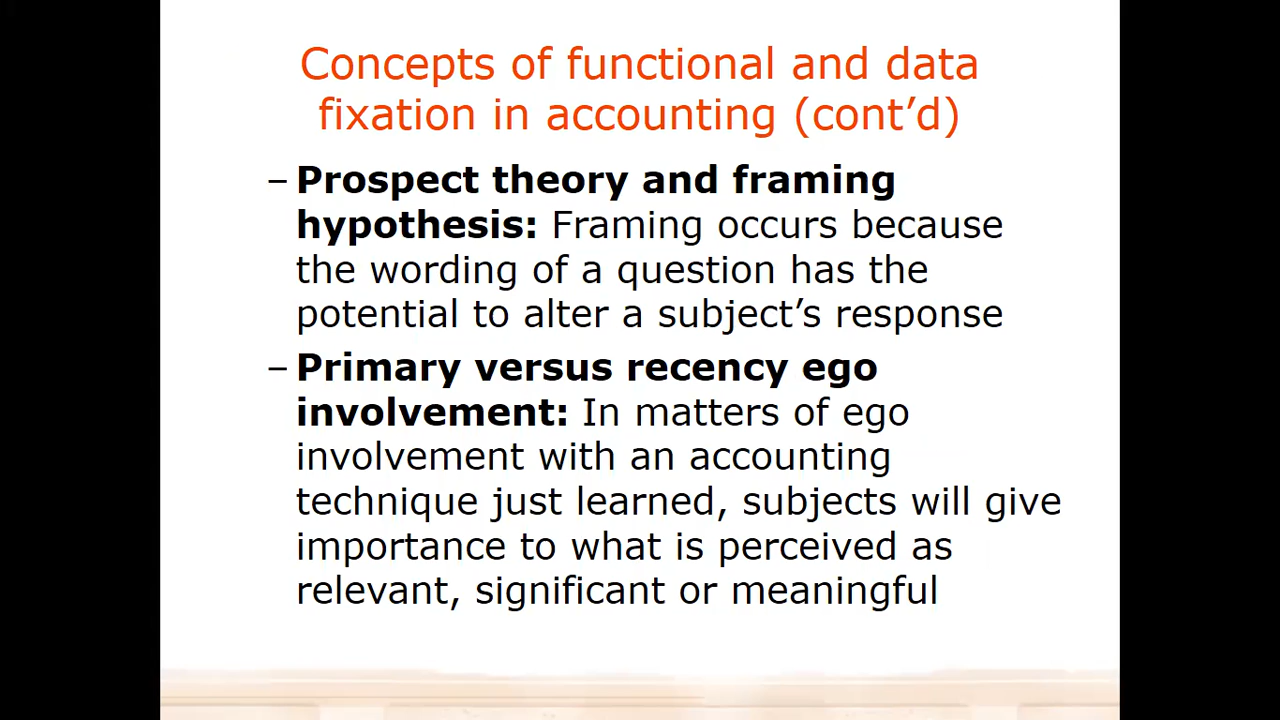 Concepts of functional and data
fixation in accounting (cont’d)
– Prospect theory and framing
hypothesis: Framing occurs because
the wording of a question has the
potential to alter a subject’s response
– Primary versus recency ego
involvement: In matters of ego
involvement with an accounting
technique just learned, subjects will give
importance to what is perceived as
relevant, significant or meaningful